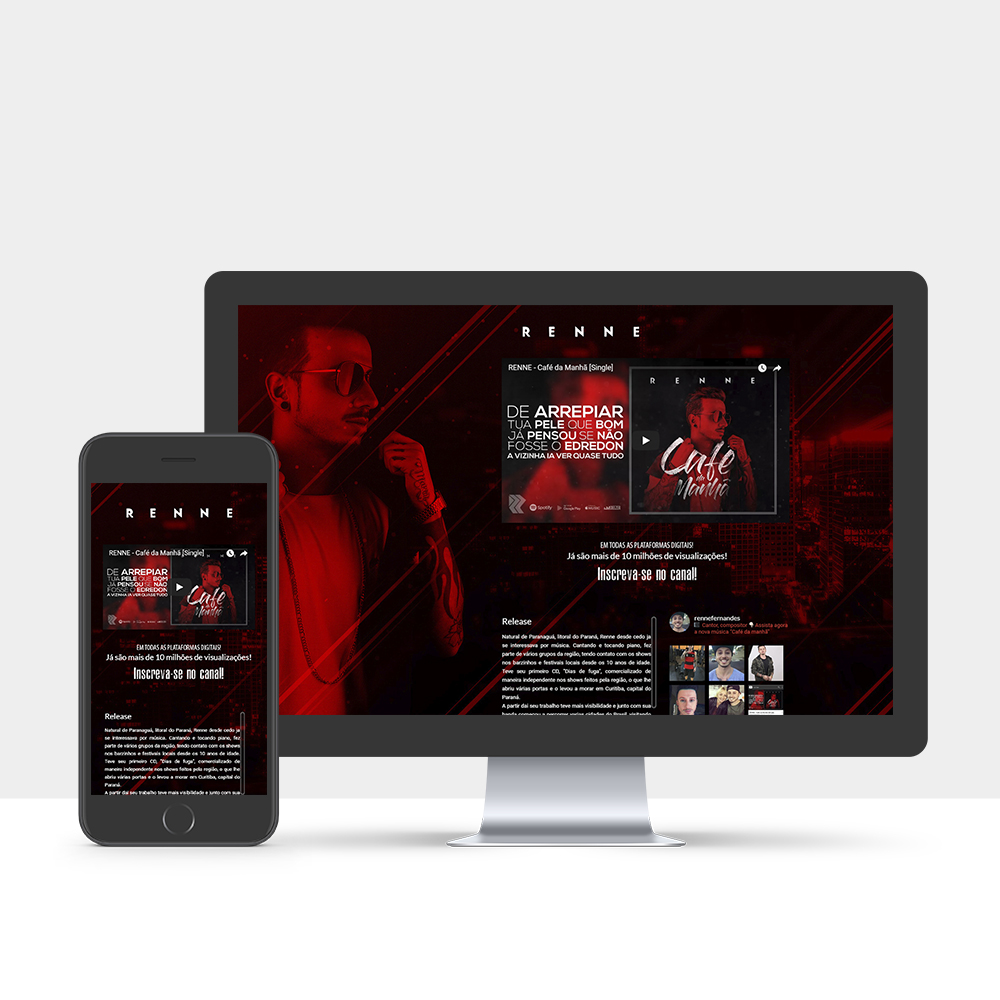 RENNE
RENNE - Café da Manhã [Single]
RENNE
DE ARREPIAR
TUA PELE QUE BOM
JÁ PENSOU SE NÃO
FOSSE O EDREDON
A VIZINHA IA VER QUASE TUDO
Café
da
Manhã
Spotify
Google Play
EM TODAS AS PLATAFORMAS DIGITAIS!
Já são mais de 10 milhões de visualizações!
Inscreva-se no canal!
Release
Natural de Paranaguá, litoral do Paraná, Renne desde cedo ja
se interessava por música. Cantando e tocando piano, fez
parte de vários grupos da região, tendo contato com os shows
nos barzinhos e festivais locais desde os 10 anos de idade.
Teve seu primeiro CD, "Dias de fuga", comercializado de
maneira independente nos shows feitos pela região, o que lhe
abriu várias portas e o levou a morar em Curitiba, capital do
Paraná.
A partir daí seu trabalho teve mais visibilidade e junto com sua
banda começou a percorrer varias cidades do Brasil, visitando
rennefernandes
Cantor, compositor Assista agora
a nova música "Café da manhã"
RENNE
RENNE - Café da Manhã [Single]
DE ARREPIAR
TUA PELE QUE BOM
JÁ PENSOU SE NÃO
FOSSE O EDREDON
A VIZINHA IA VER QUASE TUDO
Café
da
Manhã
EM TODAS AS PLATAFORMAS DIGITAIS!
Já são mais de 10 milhões de visualizações!
Inscreva-se no canal!
Release
Natural de Paranaguá, litoral do Paraná, Renne desde cedo ja
se interessava por música. Cantando e tocando piano, fez
parte de vários grupos da região, tendo contato com os shows
nos barzinhos e festivais locais desde os 10 anos de idade.
Teve seu primeiro CD, "Dias de fuga", comercializado de
maneira independente nos shows feitos pela região, o que lhe
abriu várias portas e o levou a morar em Curitiba, capital do
Paraná.
A partir daí seu trabalho teve mais visibilidade e junto com sua